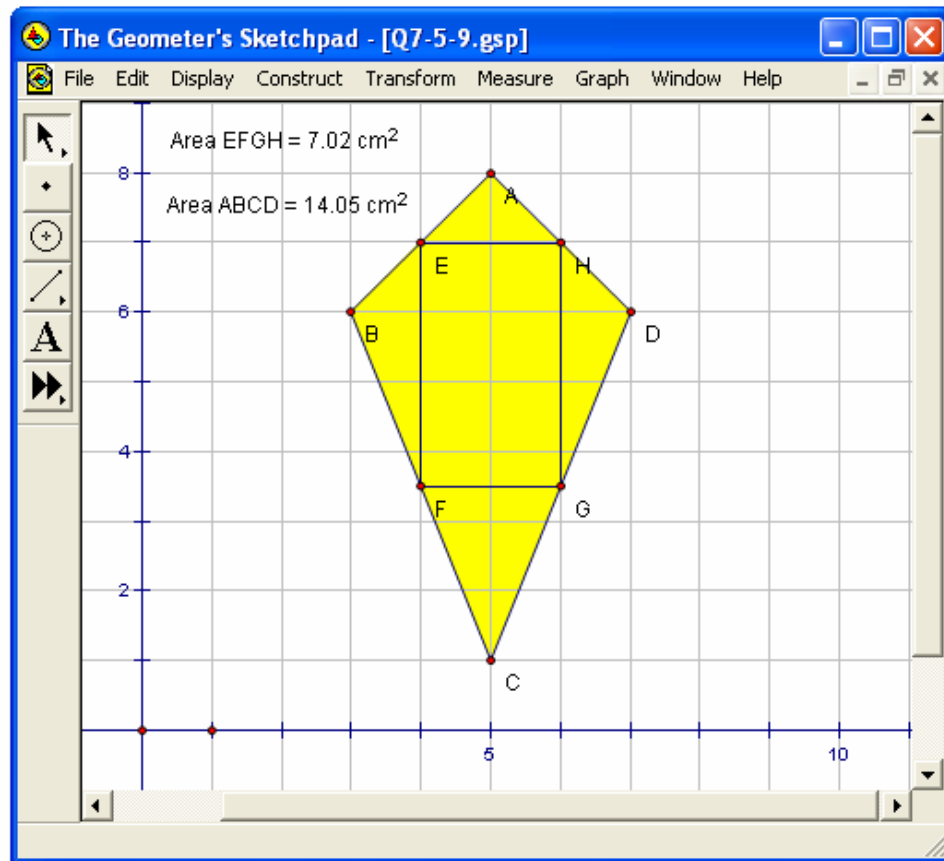 The Geometer's Sketchpad - [Q7-5-9.gsp]
File Edit Display Construct Transform Measure Graph Window Help
Area EFGH = 7.02 cm²
8
A
Area ABCD = 14.05 cm²
E
H
6
B
D
A
4
F
G
2
C
5
10